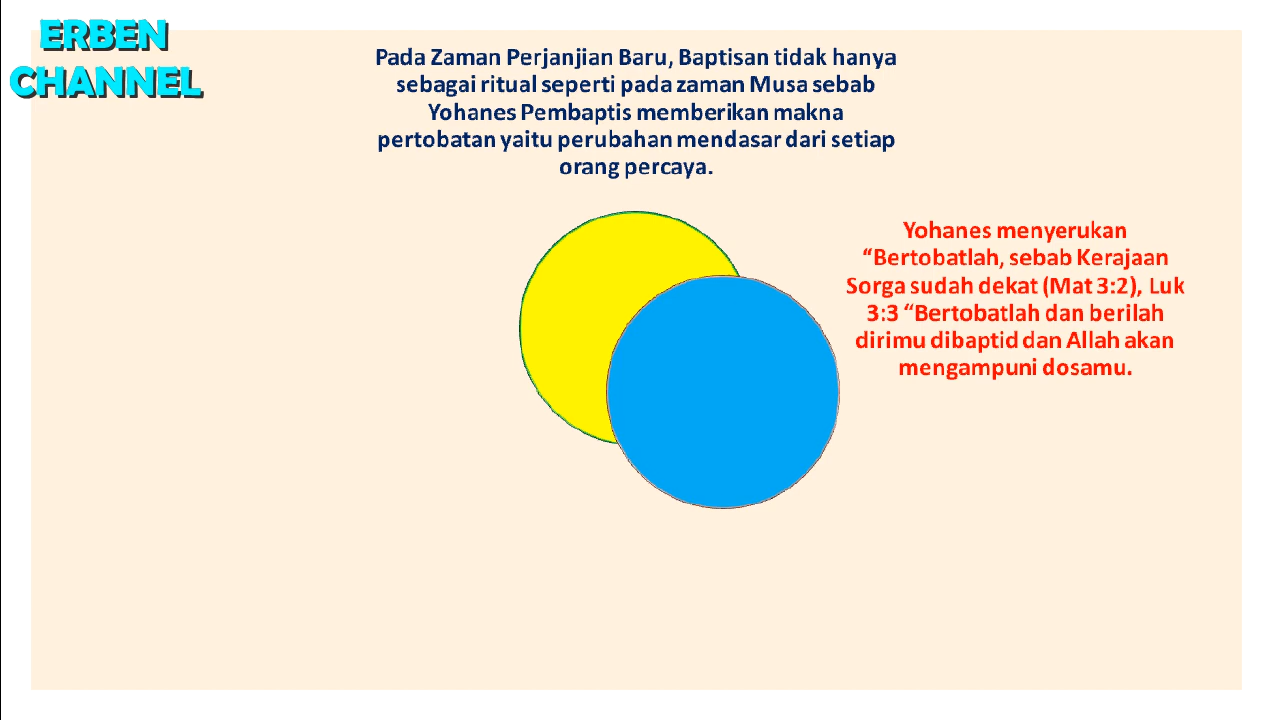 ERBEN
CHANNEL
Pada Zaman Perjanjian Baru, Baptisan tidak hanya
sebagai ritual seperti pada zaman Musa sebab
Yohanes Pembaptis memberikan makna
pertobatan yaitu perubahan mendasar dari setiap
orang percaya.
Yohanes menyerukan
“Bertobatlah, sebab Kerajaan
Sorga sudah dekat (Mat 3:2), Luk
3:3 “Bertobatlah dan berilah
dirimu dibaptid dan Allah akan
mengampuni dosamu.